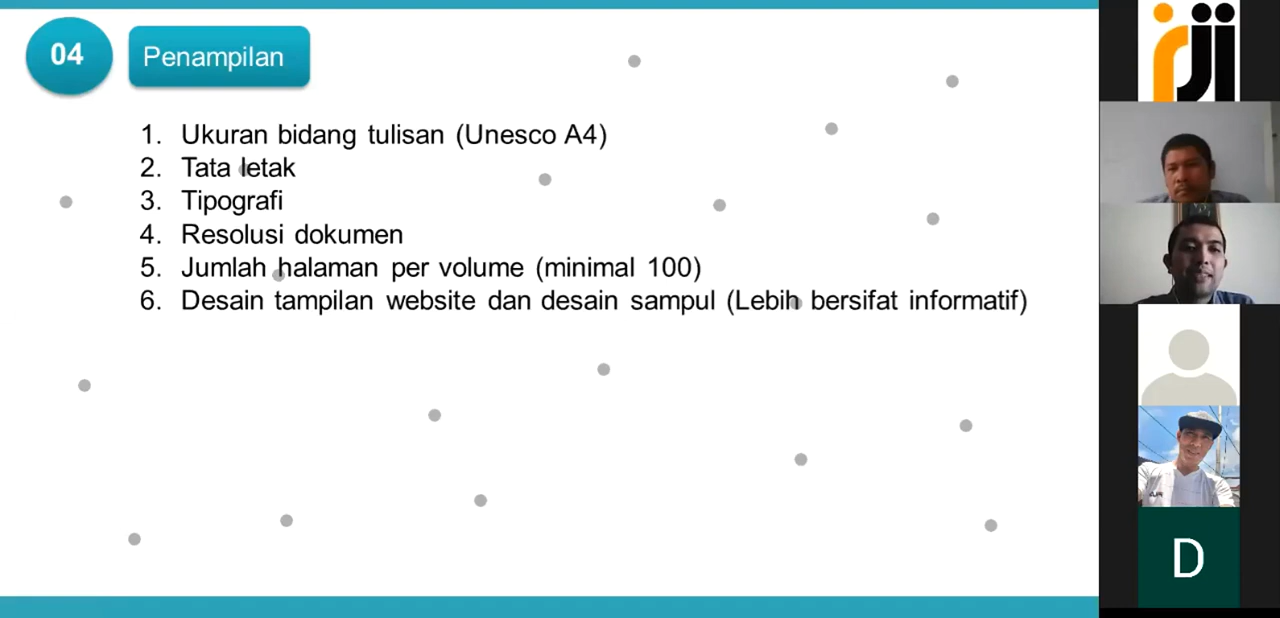 04
Penampilan
1. Ukuran bidang tulisan (Unesco A4)
2. Tata letak
3. Tipografi
4. Resolusi dokumen
5. Jumlah halaman per volume (minimal 100)
6. Desain tampilan website dan desain sampul (Lebih bersifat informatif)
rji
D